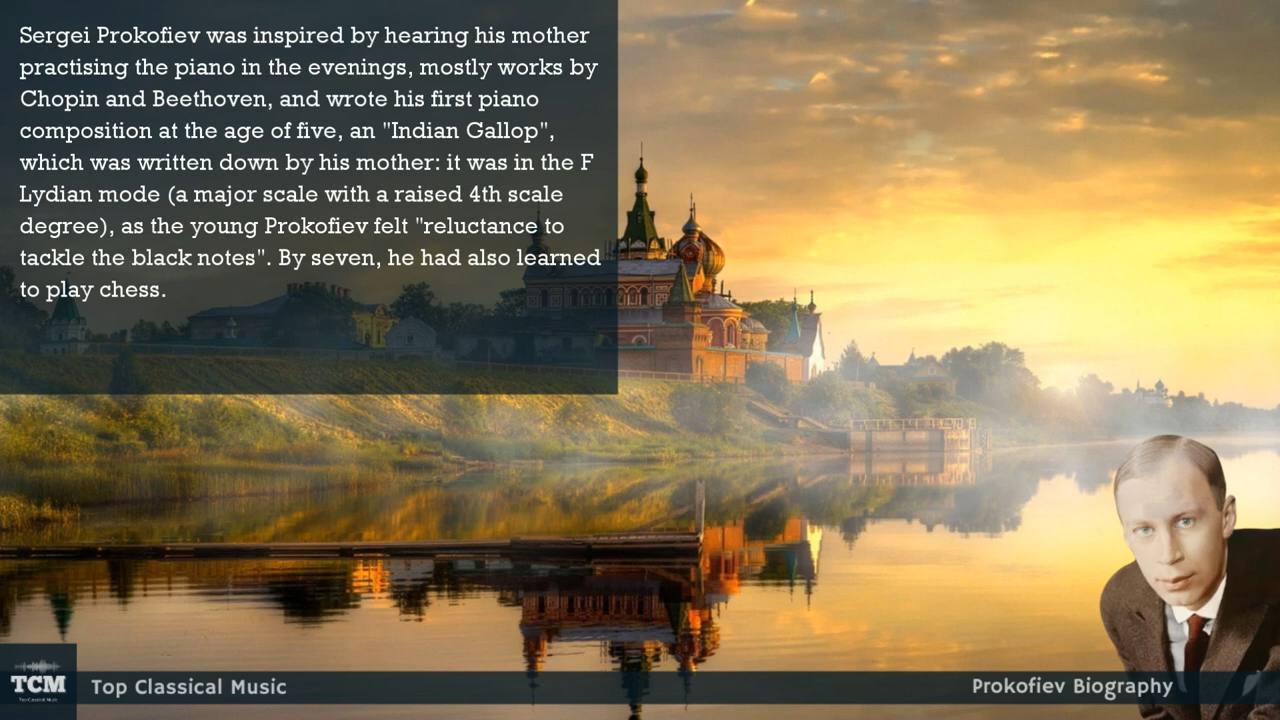 Sergei Prokofiev was inspired by hearing his mother
practising the piano in the evenings, mostly works by
Chopin and Beethoven, and wrote his first piano
composition at the age of five, an "Indian Gallop",
which was written down by his mother: it was in the F
Lydian mode (a major scale with a raised 4th scale
degree), as the young Prokofiev felt "reluctance to
tackle the black notes". By seven, he had also learned
to play chess.
TCM
Top Classical Music
Top Classical Music
Prokofiev Biography